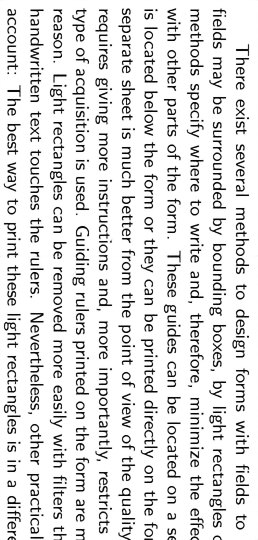 There exist several methods to design forms with fields to
fields may be surrounded by bounding boxes, by light rectangles
methods specify where to write and, therefore, minimize the effec
with other parts of the form. These guides can be located on a se
is located below the form or they can be printed directly on the for
separate sheet is much better from the point of view of the quality
requires giving more instructions and, more importantly, restricts
type of acquisition is used. Guiding rulers printed on the form are m
reason. Light rectangles can be removed more easily with filters th
handwritten text touches the rulers. Nevertheless, other practical
account: The best way to print these light rectangles is in a differe